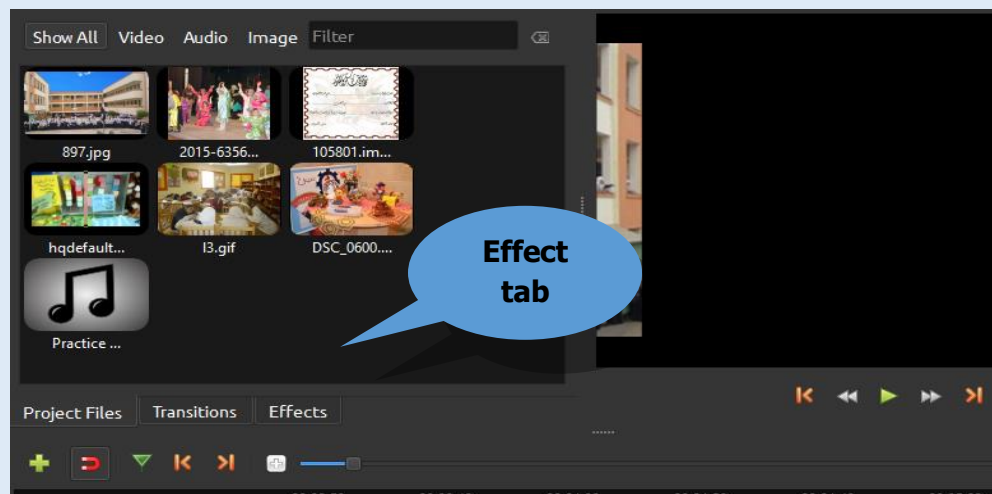 Show All Video Audio Image Filter
897.jpg 2015-6356... 105801.im...
hqdefault... I3.gif DSC_0600....
Practice ...
Effect
tab
Project Files Transitions Effects